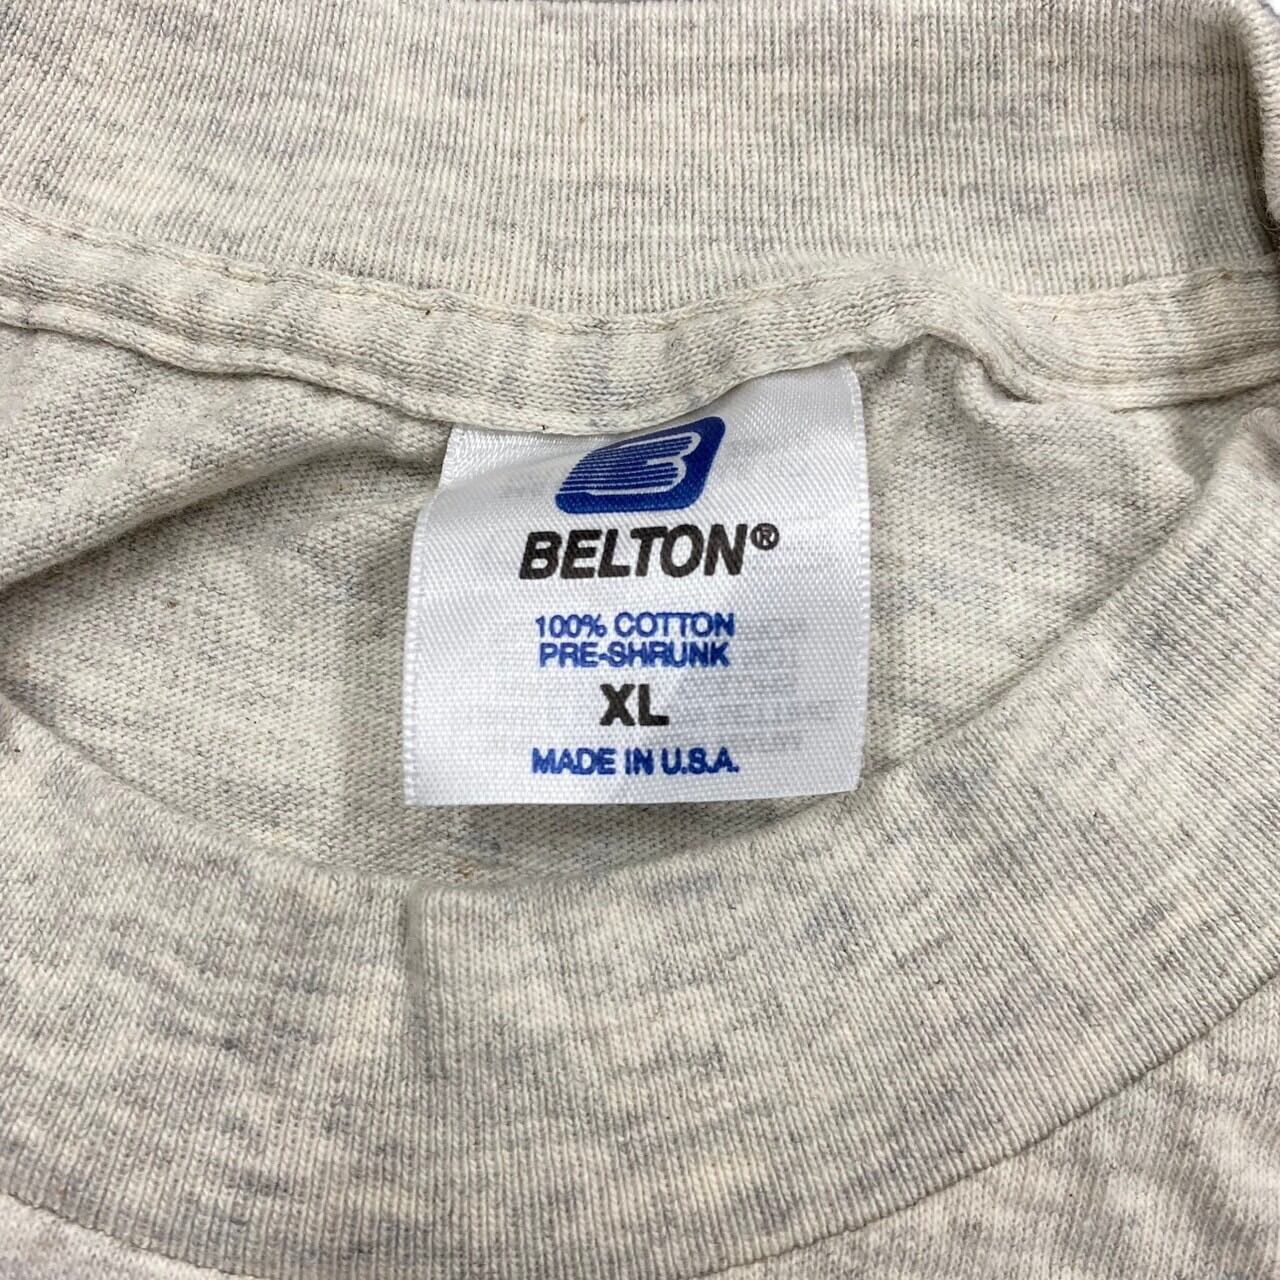 BELTON®
100% COTTON
PRE-SHRUNK
XL
MADE IN U.S.A.